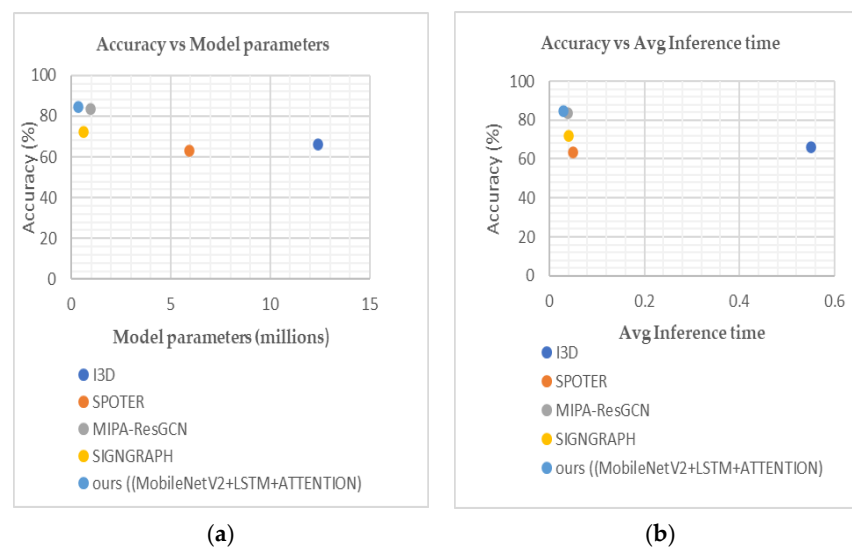 Accuracy vs Model parameters
100
80
60
40
20
0
Accuracy (%)
0 5 10 15
Model parameters (millions)
I3D
SPOTER
MIPA-ResGCN
SIGNGRAPH
ours ((MobileNetV2+LSTM+ATTENTION)
(a)
Accuracy vs Avg Inference time
100
80
60
40
20
0
Accuracy (%)
0 0.2 0.4 0.6
Avg Inference time
I3D
SPOTER
MIPA-ResGCN
SIGNGRAPH
ours ((MobileNetV2+LSTM+ATTENTION)
(b)